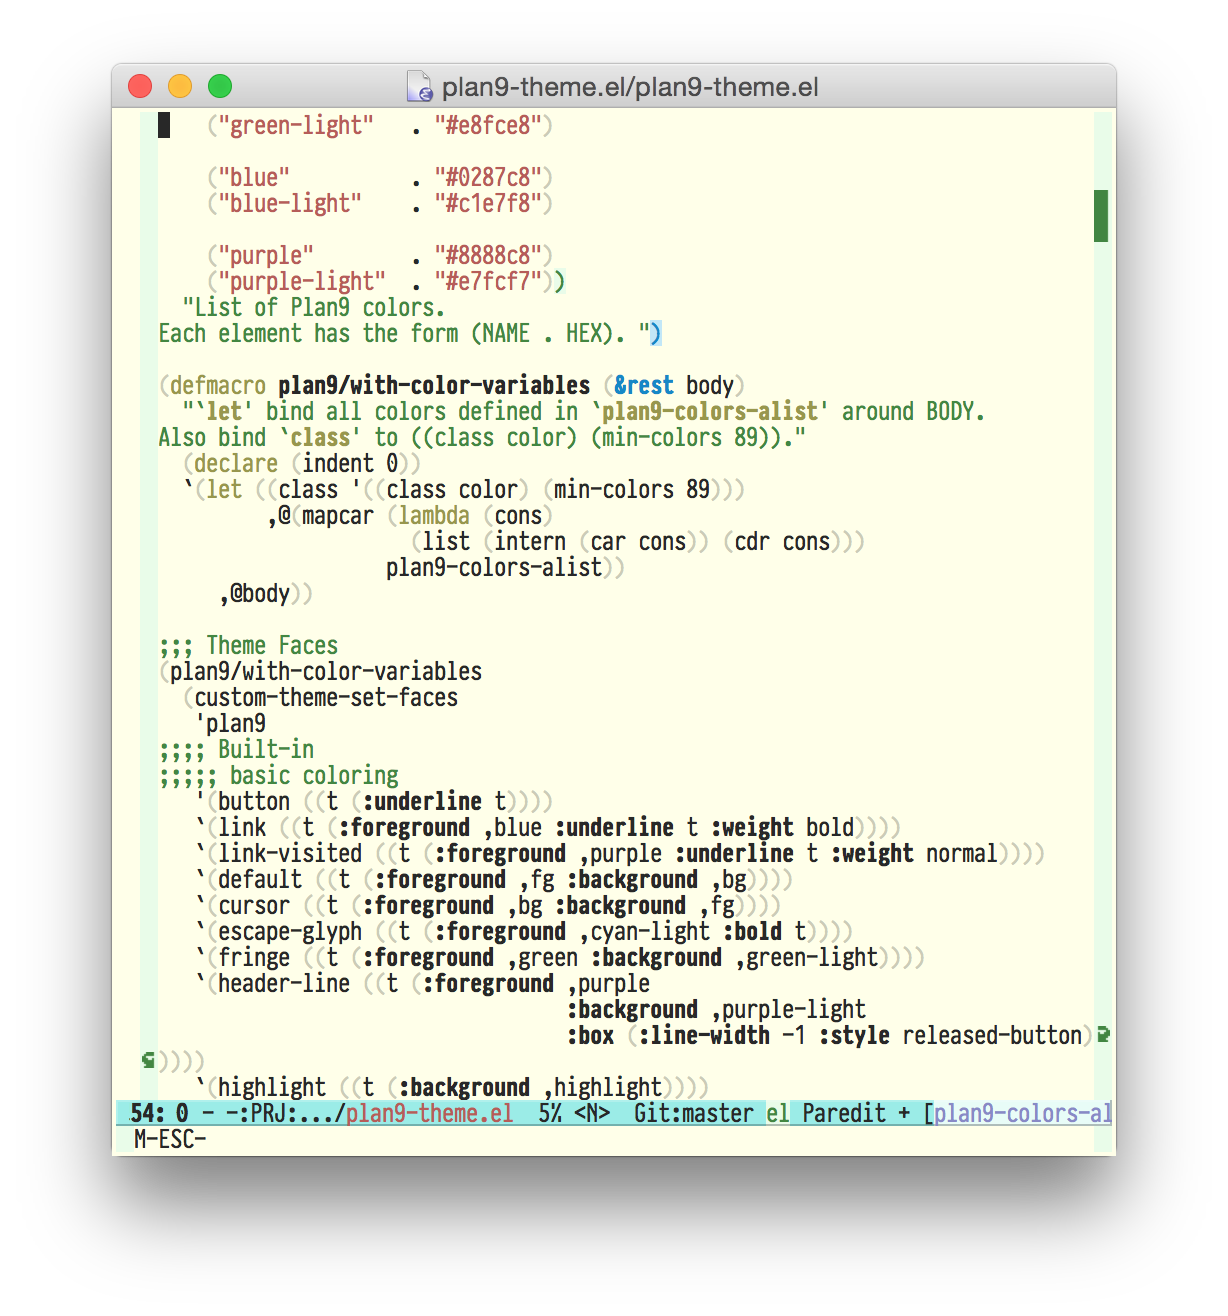 plan9-theme.el/plan9-theme.el
    ("green-light"   . "#e8fce8")

    ("blue"          . "#0287c8")
    ("blue-light"    . "#c1e7f8")

    ("purple"        . "#8888c8")
    ("purple-light"  . "#e7fcf7"))
  "List of Plan9 colors.
Each element has the form (NAME . HEX). ")

(defmacro plan9/with-color-variables (&rest body)
  "`let' bind all colors defined in `plan9-colors-alist' around BODY.
Also bind `class' to ((class color) (min-colors 89))."
  (declare (indent 0))
  `(let ((class '((class color) (min-colors 89)))
         ,@(mapcar (lambda (cons)
                     (list (intern (car cons)) (cdr cons)))
                   plan9-colors-alist))
     ,@body))

;;; Theme Faces
(plan9/with-color-variables
  (custom-theme-set-faces
   'plan9
;;;; Built-in
;;;;; basic coloring
   '(button ((t (:underline t))))
   `(link ((t (:foreground ,blue :underline t :weight bold))))
   `(link-visited ((t (:foreground ,purple :underline t :weight normal))))
   `(default ((t (:foreground ,fg :background ,bg))))
   `(cursor ((t (:foreground ,bg :background ,fg))))
   `(escape-glyph ((t (:foreground ,cyan-light :bold t))))
   `(fringe ((t (:foreground ,green :background ,green-light))))
   `(header-line ((t (:foreground ,purple
                                  :background ,purple-light
                                  :box (:line-width -1 :style released-button)
))))
   `(highlight ((t (:background ,highlight))))
54: 0 - -:PRJ:.../plan9-theme.el  5% <N>  Git:master el Paredit + [plan9-colors-al
M-ESC-